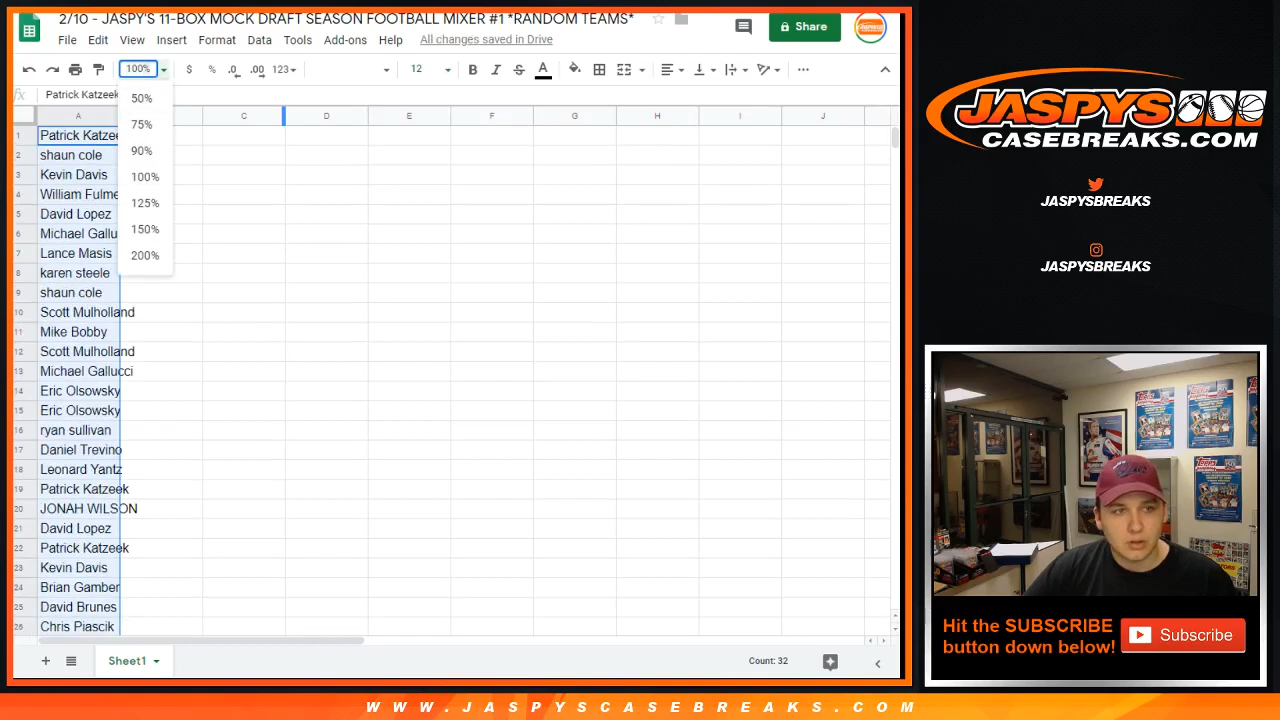 2/10 - JASPY'S 11-BOX MOCK DRAFT SEASON FOOTBALL MIXER #1 *RANDOM TEAMS*
File Edit View Insert Format Data Tools Add-ons Help All changes saved in Drive
Share
100% $ % .0 .00 123 12 B I S A
fx Patrick Katzeek
50%
75%
90%
100%
125%
150%
200%
A C D E F G H I J
1 Patrick Katzee
2 shaun cole
3 Kevin Davis
4 William Fulme
5 David Lopez
6 Michael Gallu
7 Lance Masis
8 karen steele
9 shaun cole
10 Scott Mulholland
11 Mike Bobby
12 Scott Mulholland
13 Michael Gallucci
14 Eric Olsowsky
15 Eric Olsowsky
16 ryan sullivan
17 Daniel Trevino
18 Leonard Yantz
19 Patrick Katzeek
20 JONAH WILSON
21 David Lopez
22 Patrick Katzeek
23 Kevin Davis
24 Brian Gamber
25 David Brunes
26 Chris Piascik
Sheet1
Count: 32
JASPYS
CASEBREAKS.COM
JASPYSBREAKS
JASPYSBREAKS
Hit the SUBSCRIBE
button down below!
Subscribe
WWW.JASPYSCASEBREAKS.COM